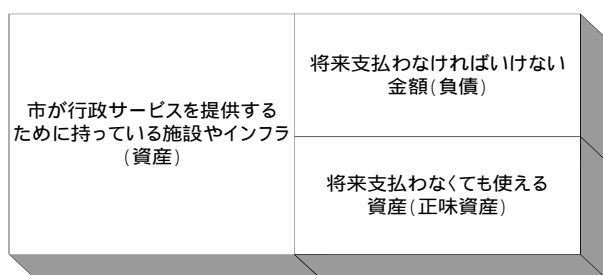 市が行政サービスを提供する
ために持っている施設やインフラ
(資産)
将来支払わなければいけない
金額(負債)
将来支払わなくても使える
資産(正味資産)